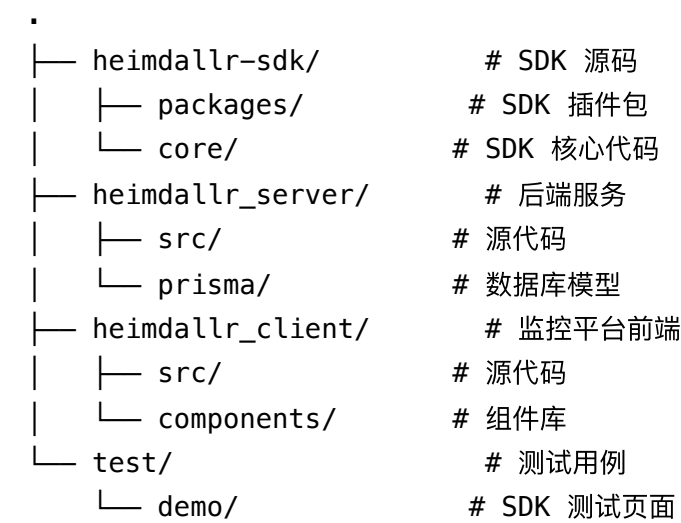 .
├── heimdallr-sdk/          # SDK 源码
│   ├── packages/          # SDK 插件包
│   └── core/             # SDK 核心代码
├── heimdallr_server/       # 后端服务
│   ├── src/              # 源代码
│   └── prisma/           # 数据库模型
├── heimdallr_client/       # 监控平台前端
│   ├── src/              # 源代码
│   └── components/       # 组件库
└── test/                   # 测试用例
    └── demo/              # SDK 测试页面